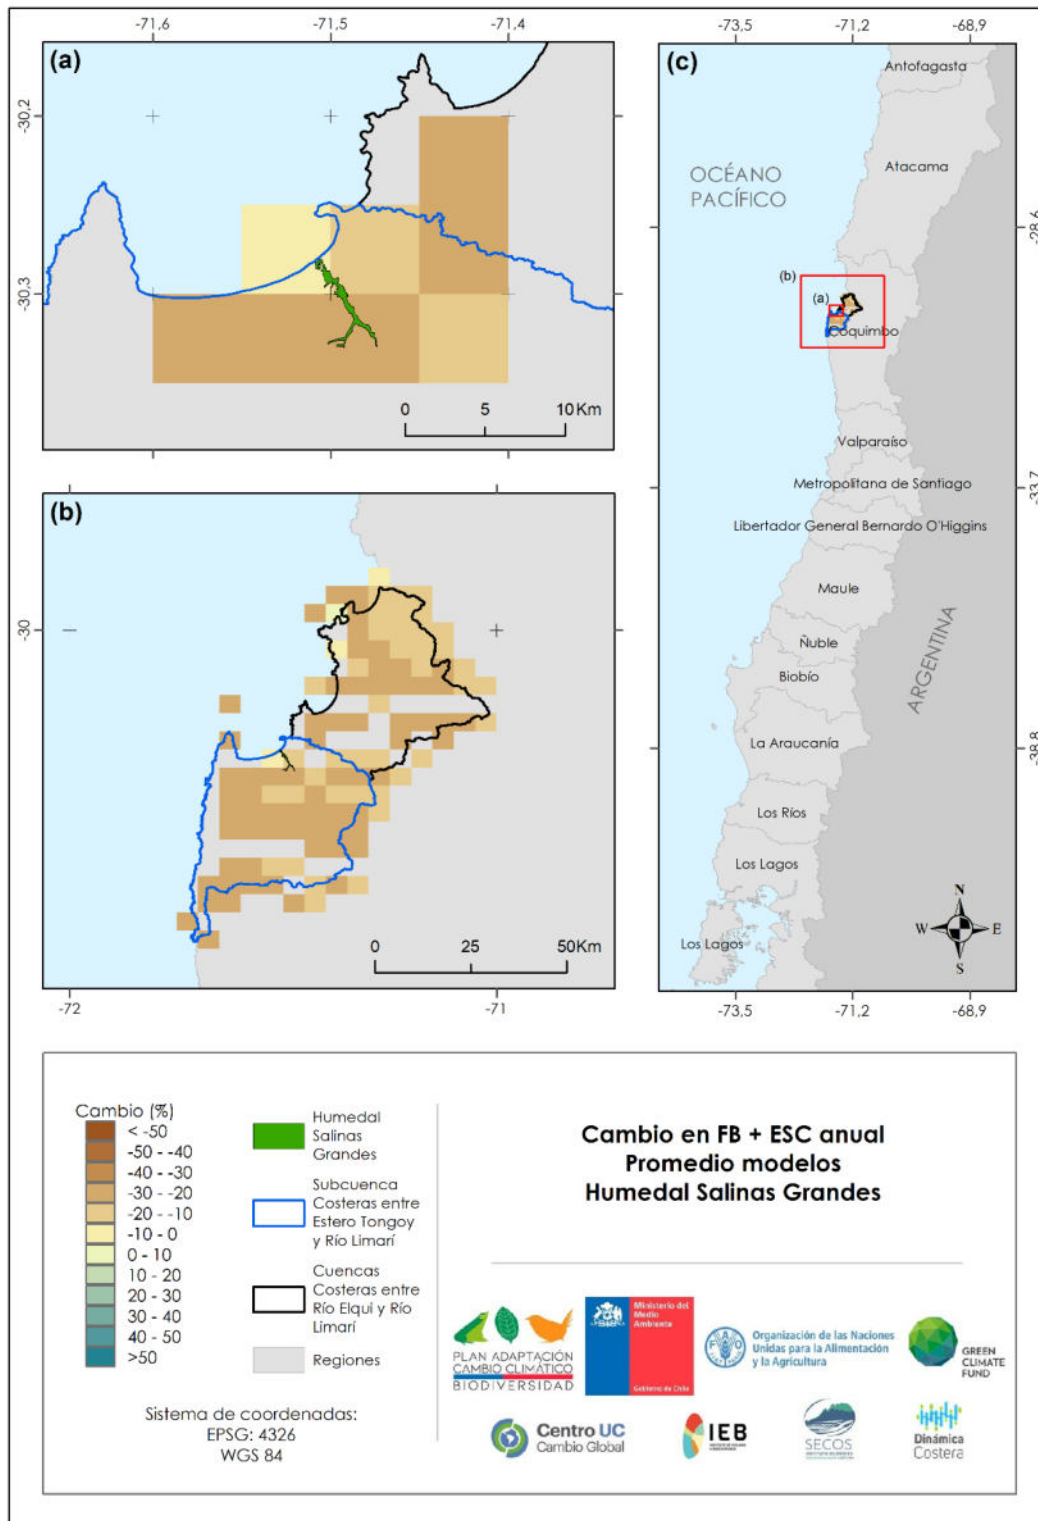 -71,6 -71,5 -71,4
(a)
-30,2
-30,3
0 5 10 Km
(b)
-30
0 25 50Km
-72 -71
-73,5 -71,2 -68,9
(c)
Antofagasta
Atacama
OCÉANO
PACÍFICO
-28,6
(b)
(a)
Coquimbo
Valparaíso
Metropolitana de Santiago
-33,7
Libertador General Bernardo O'Higgins
Maule
Ñuble
Biobío
ARGENTINA
La Araucanía
-38,8
Los Ríos
Los Lagos
Los Lagos
N
W E
S
-73,5 -71,2 -68,9
Cambio (%)
< -50
-50 - -40
-40 - -30
-30 - -20
-20 - -10
-10 - 0
0 - 10
10 - 20
20 - 30
30 - 40
40 - 50
>50
Humedal
Salinas
Grandes
Subcuenca
Costeras entre
Estero Tongoy
y Río Limarí
Cuencas
Costeras entre
Río Elqui y Río
Limarí
Regiones
Sistema de coordenadas:
EPSG: 4326
WGS 84
Cambio en FB + ESC anual
Promedio modelos
Humedal Salinas Grandes
PLAN ADAPTACIÓN
CAMBIO CLIMÁTICO
BIODIVERSIDAD
Ministerio del
Medio
Ambiente
Gobierno de Chile
FAO
Organización de las Naciones
Unidas para la Alimentación
y la Agricultura
GREEN
CLIMATE
FUND
Centro UC
Cambio Global
IEB
SECOS
Dinámica
Costera